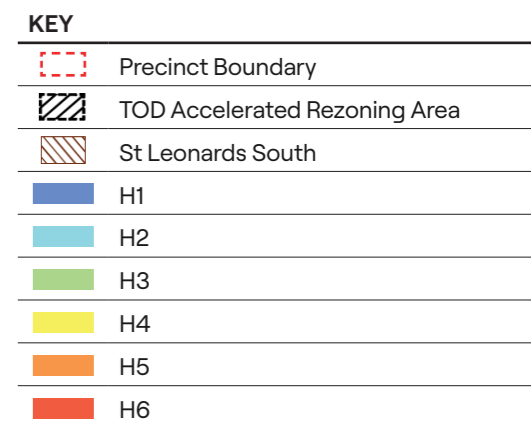 KEY
Precinct Boundary
TOD Accelerated Rezoning Area
St Leonards South
H1
H2
H3
H4
H5
H6